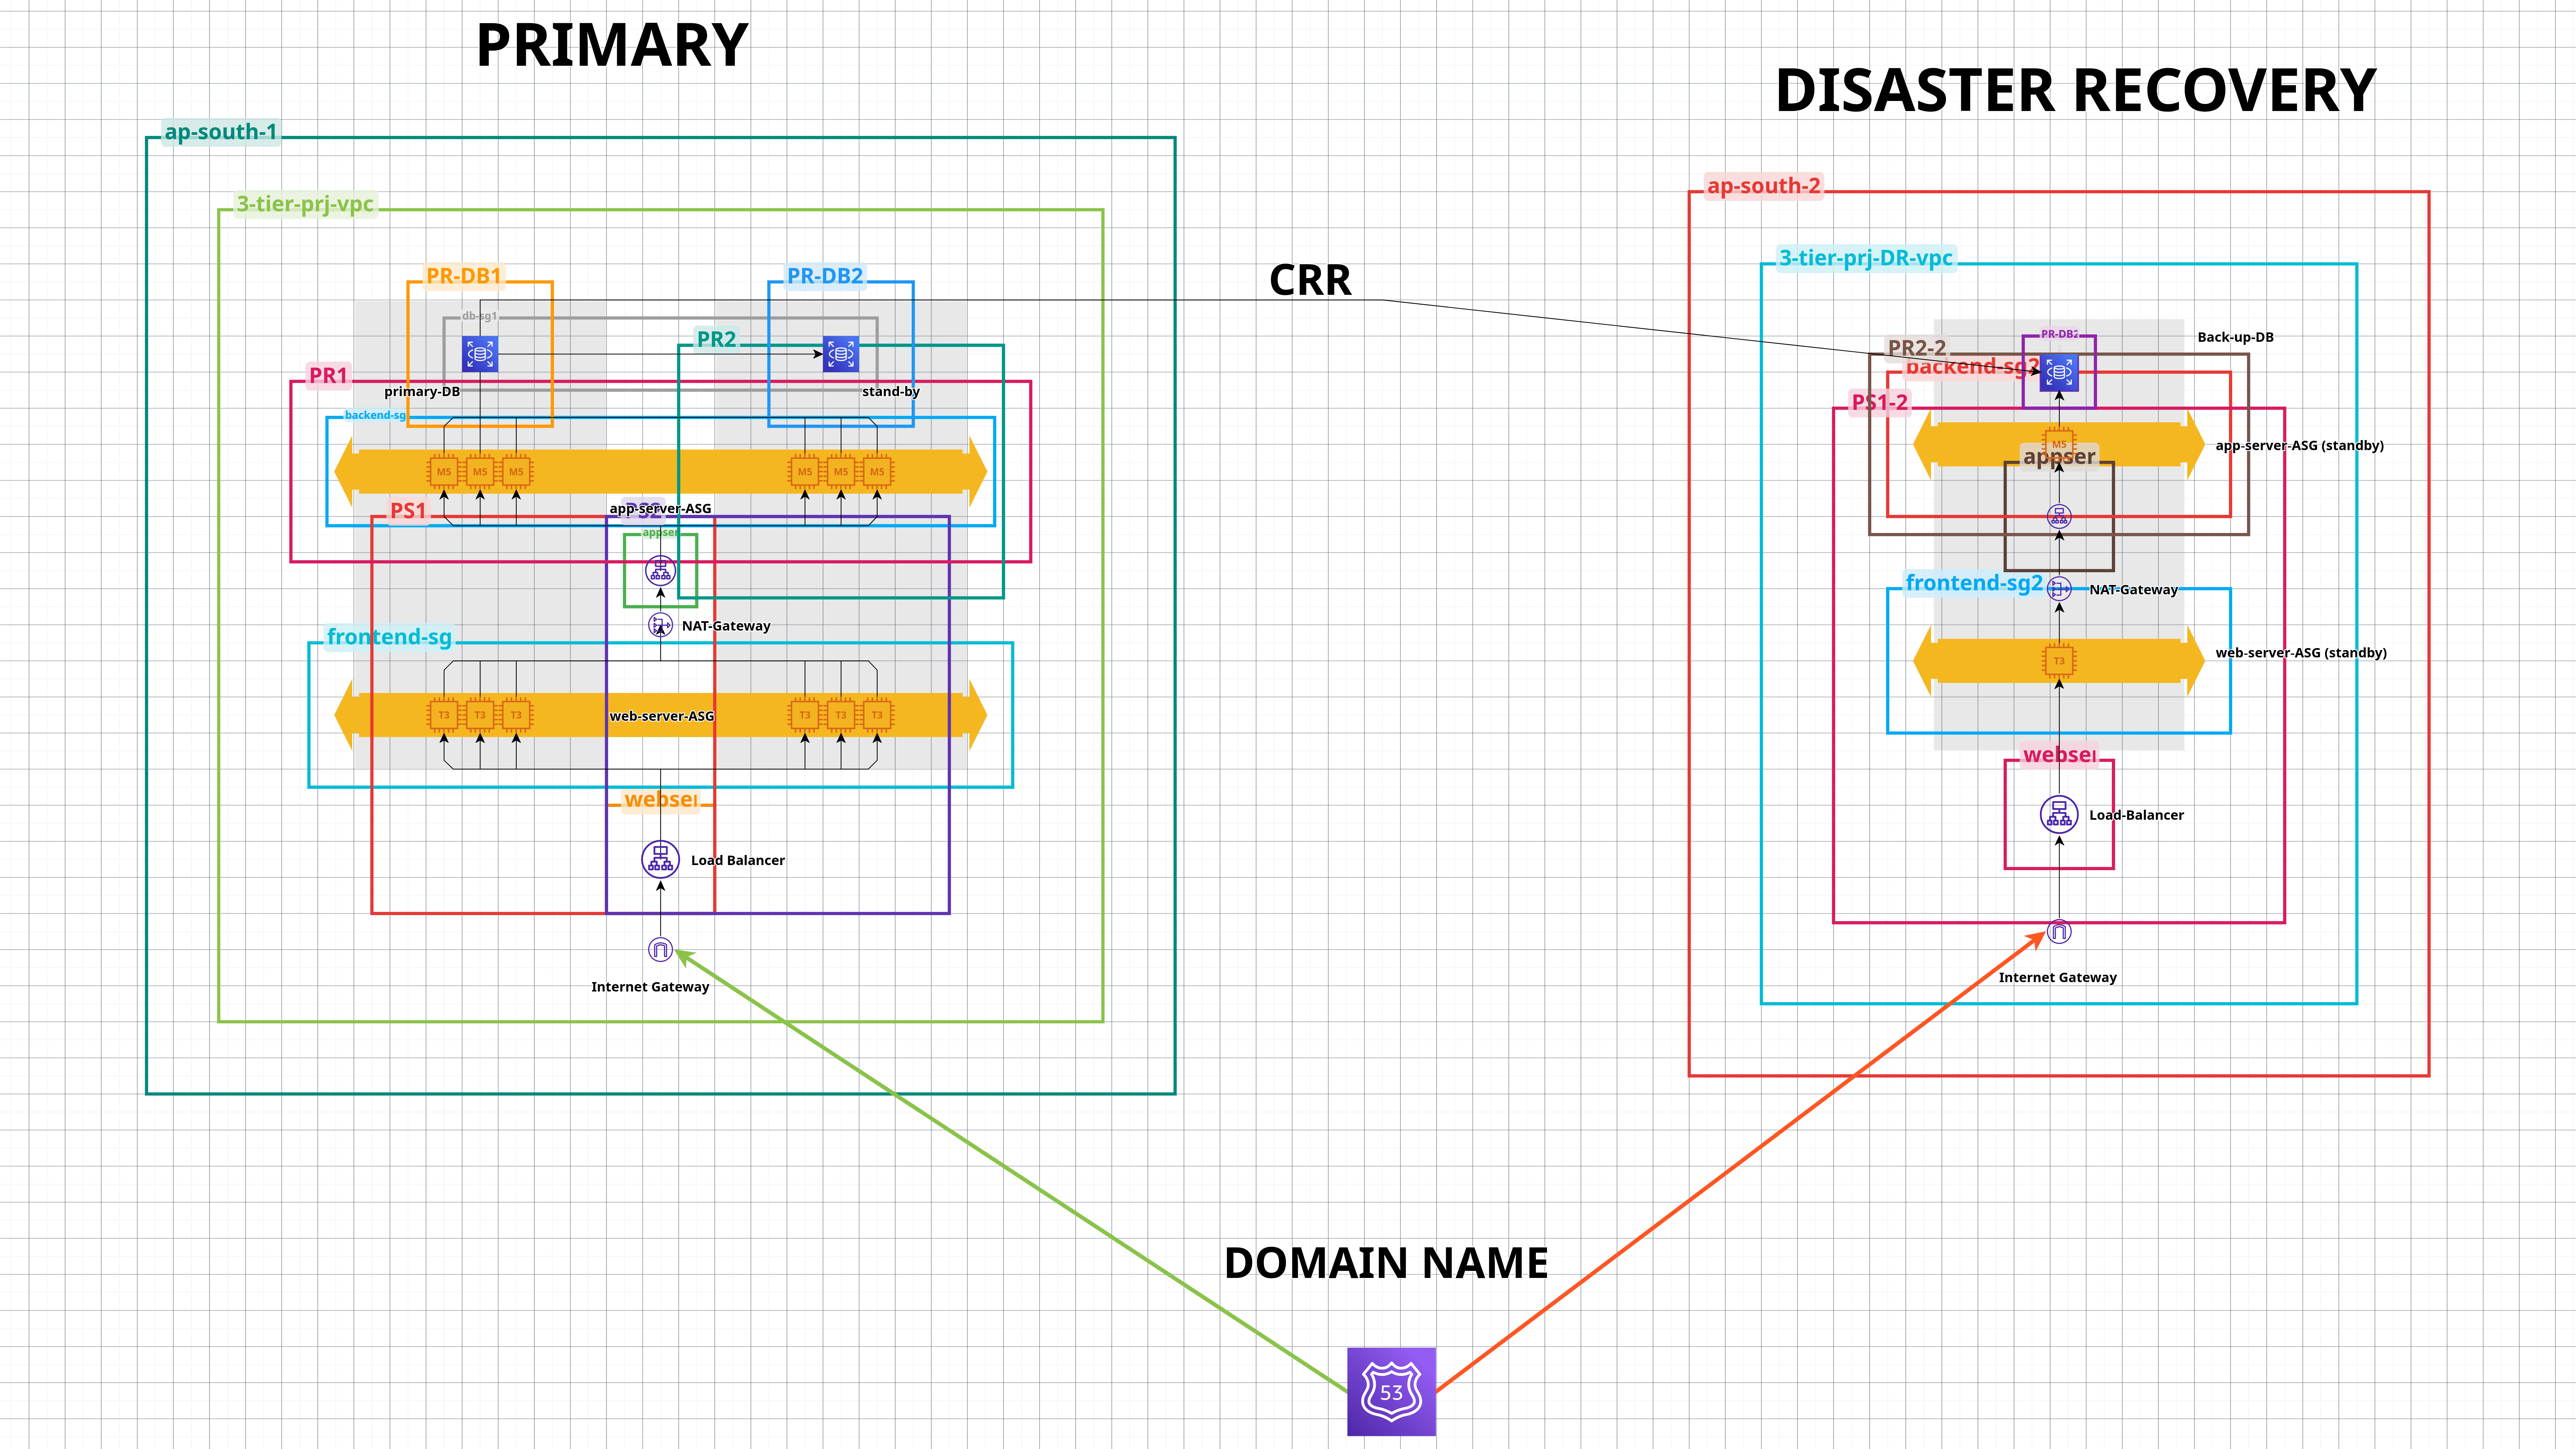 PRIMARY
DISASTER RECOVERY
ap-south-1
3-tier-prj-vpc
PR-DB1
PR-DB2
db-sg1
PR2
PR1
primary-DB
stand-by
backend-sg
M5
M5
M5
M5
M5
M5
PS1
app-server-ASG
appser
NAT-Gateway
frontend-sg
T3
T3
T3
web-server-ASG
T3
T3
T3
Load Balancer
Internet Gateway
CRR
ap-south-2
3-tier-prj-DR-vpc
PR-DB2
Back-up-DB
PR2-2
backend-sg2
PS1-2
M5
app-server-ASG (standby)
appser
frontend-sg2
NAT-Gateway
T3
web-server-ASG (standby)
Load-Balancer
Internet Gateway
DOMAIN NAME
53